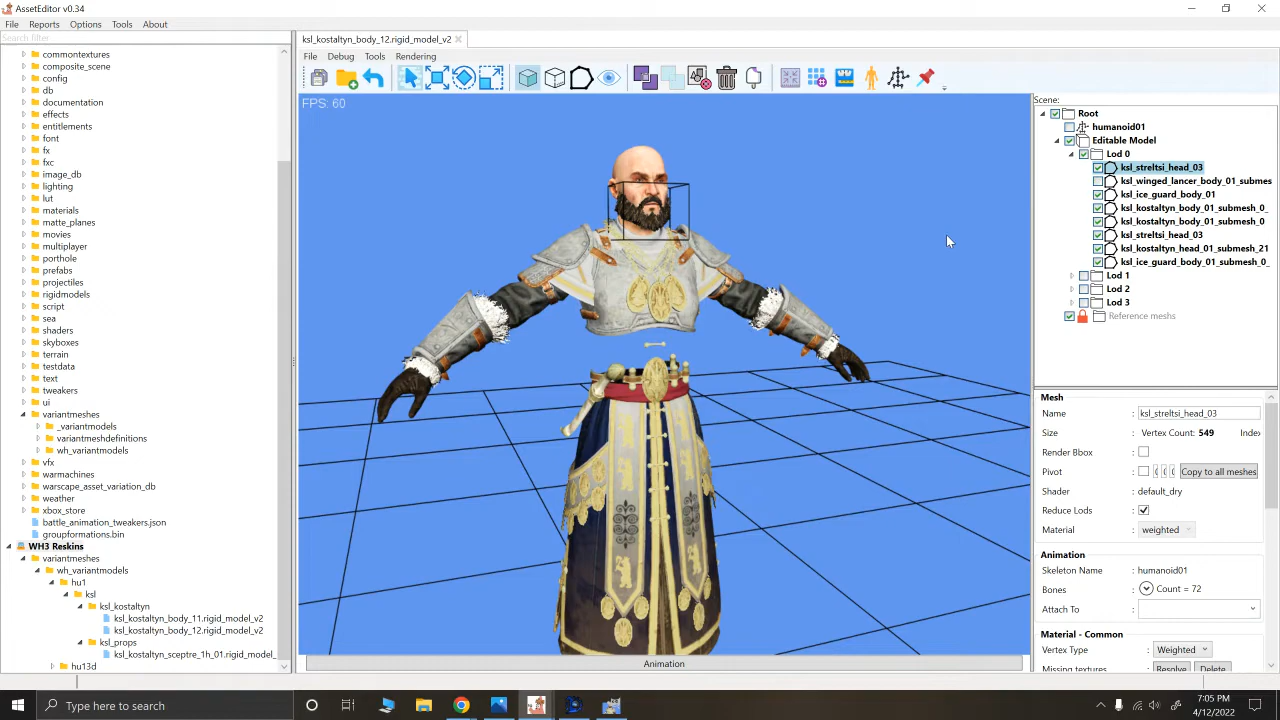 AssetEditor v0.34
File Reports Options Tools About
Search filter
commontextures
composite_scene
config
db
documentation
effects
entitlements
font
fx
fxc
image_db
lighting
lut
materials
matte_planes
movies
multiplayer
porthole
prefabs
projectiles
rigidmodels
script
sea
shaders
skyboxes
terrain
testdata
text
tweakers
ui
variantmeshes
_variantmodels
variantmeshdefinitions
wh_variantmodels
vfx
warmachines
warscape_asset_variation_db
weather
xbox_store
battle_animation_tweakers.json
groupformations.bin
WH3 Reskins
variantmeshes
wh_variantmodels
hu1
ksl
ksl_kostaltyn
ksl_kostaltyn_body_11.rigid_model_v2
ksl_kostaltyn_body_12.rigid_model_v2
ksl_props
ksl_kostaltyn_sceptre_1h_01.rigid_model_
hu13d
ksl_kostaltyn_body_12.rigid_model_v2
File Debug Tools Rendering
FPS: 60
Animation
Scene:
Root
humanoid01
Editable Model
Lod 0
ksl_streltsi_head_03
ksl_winged_lancer_body_01_submes
ksl_ice_guard_body_01
ksl_kostaltyn_body_01_submesh_0_
ksl_kostaltyn_body_01_submesh_0
ksl_streltsi_head_03
ksl_kostaltyn_head_01_submesh_21
ksl_ice_guard_body_01_submesh_0_
Lod 1
Lod 2
Lod 3
Reference meshs
Mesh
Name : ksl_streltsi_head_03
Size : Vertex Count: 549 Index
Render Bbox :
Pivot : Copy to all meshes
Shader : default_dry
Reduce Lods :
Material : weighted
Animation
Skeleton Name : humanoid01
Bones : Count = 72
Attach To :
Material - Common
Vertex Type : Weighted
Missing textures : Resolve Delete
Type here to search
7:05 PM
4/12/2022